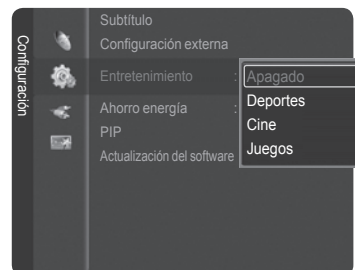 Configuración
Subtítulo
Configuración externa
Entretenimiento :
Apagado
Deportes
Cine
Juegos
Ahorro energía :
PIP
Actualización del software